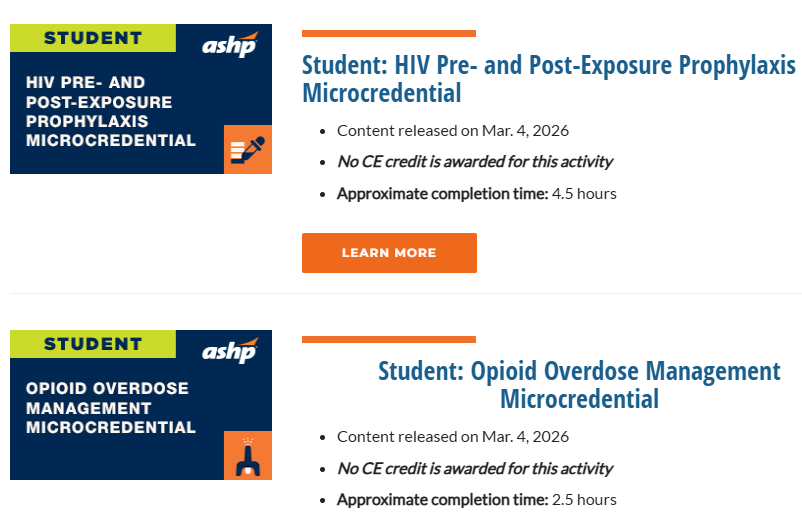 STUDENT
ashp
HIV PRE- AND
POST-EXPOSURE
PROPHYLAXIS
MICROCREDENTIAL
Student: HIV Pre- and Post-Exposure Prophylaxis
Microcredential
Content released on Mar. 4, 2026
No CE credit is awarded for this activity
Approximate completion time: 4.5 hours
LEARN MORE
STUDENT
ashp
OPIOID OVERDOSE
MANAGEMENT
MICROCREDENTIAL
Student: Opioid Overdose Management
Microcredential
Content released on Mar. 4, 2026
No CE credit is awarded for this activity
Approximate completion time: 2.5 hours